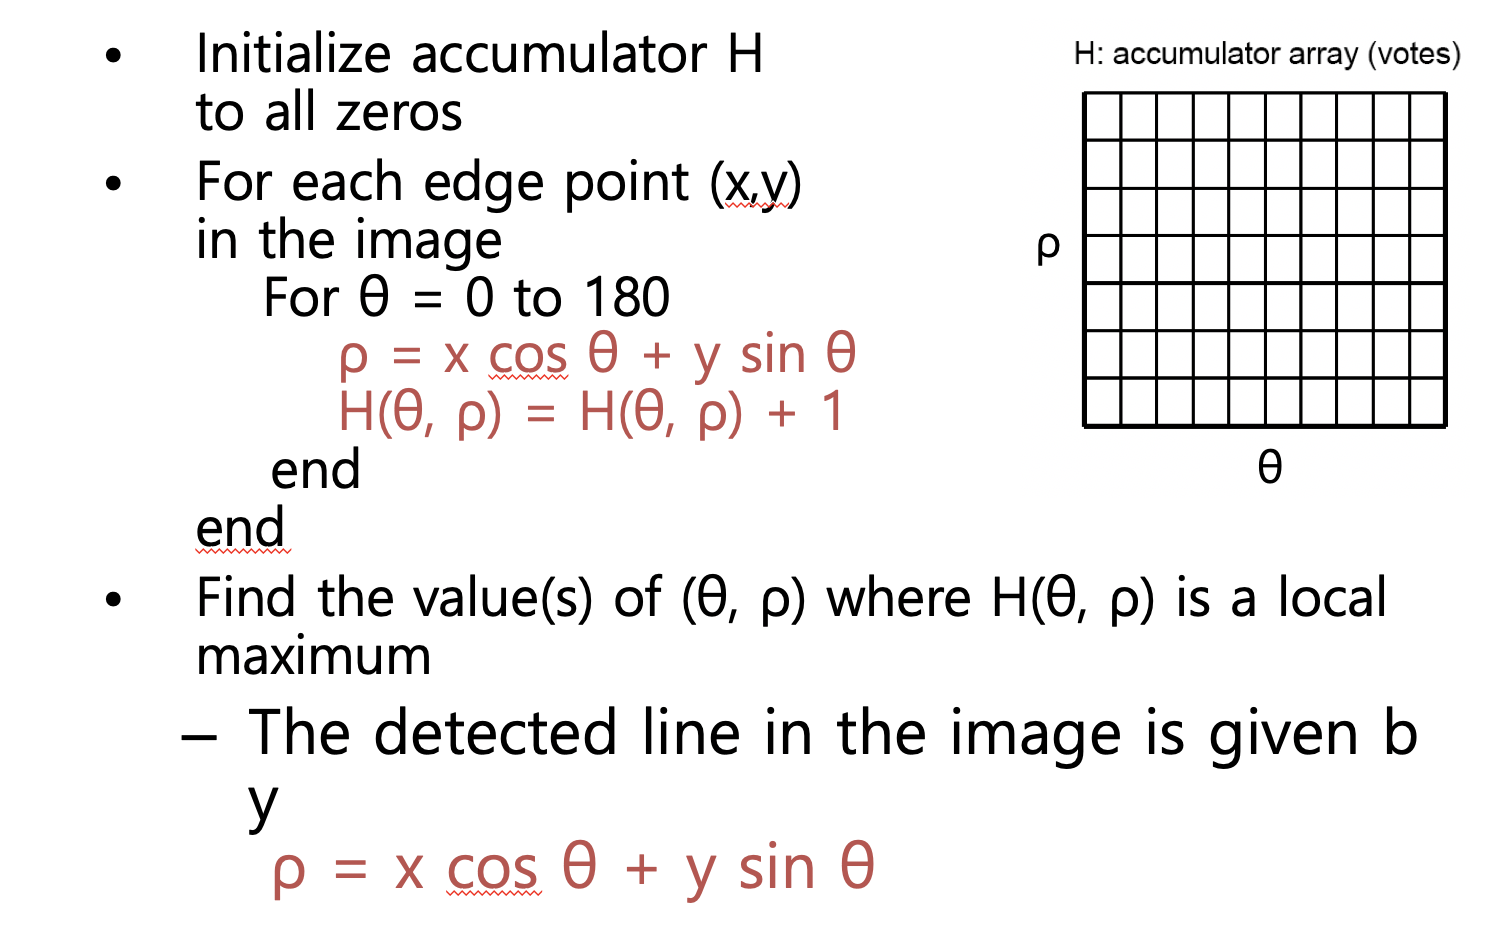 • Initialize accumulator H
to all zeros
• For each edge point (x,y)
in the image
For θ = 0 to 180
ρ = x cos θ + y sin θ
H(θ, ρ) = H(θ, ρ) + 1
end
end
• Find the value(s) of (θ, ρ) where H(θ, ρ) is a local
maximum
– The detected line in the image is given b
y
ρ = x cos θ + y sin θ
H: accumulator array (votes)
ρ
θ